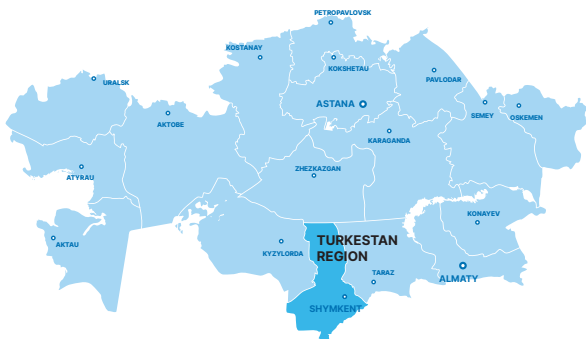 PETROPAVLOVSK
KOSTANAY
KOKSHETAU
PAVLODAR
URALSK
ASTANA
SEMEY
OSKEMEN
AKTOBE
KARAGANDA
ATYRAU
ZHEZKAZGAN
KONAYEV
AKTAU
KYZYLORDA
TURKESTAN
REGION
TARAZ
ALMATY
SHYMKENT